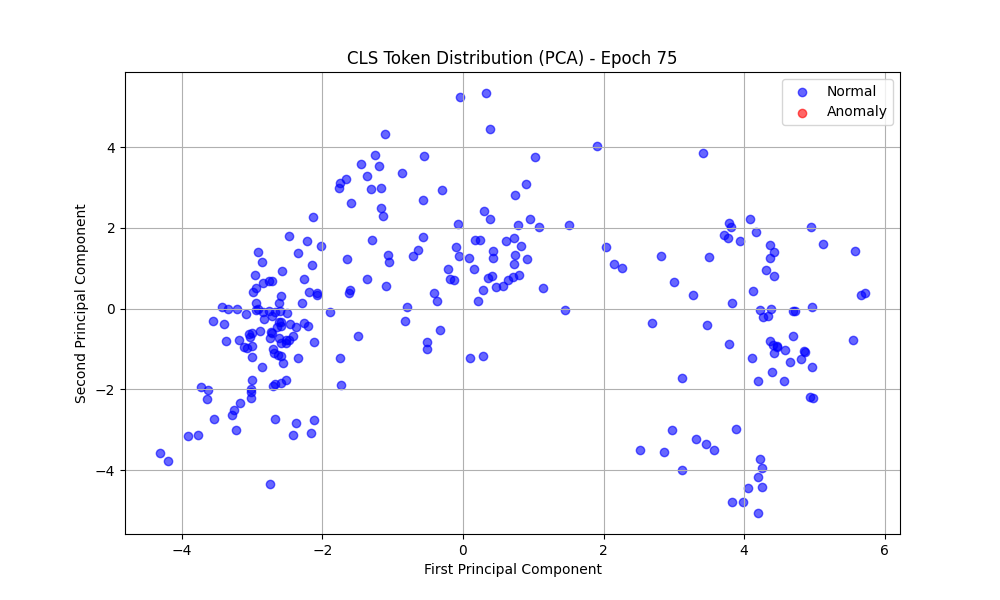 CLS Token Distribution (PCA) - Epoch 75
Normal
Anomaly
Second Principal Component
4
2
0
−2
−4
−4
−2
0
2
4
6
First Principal Component